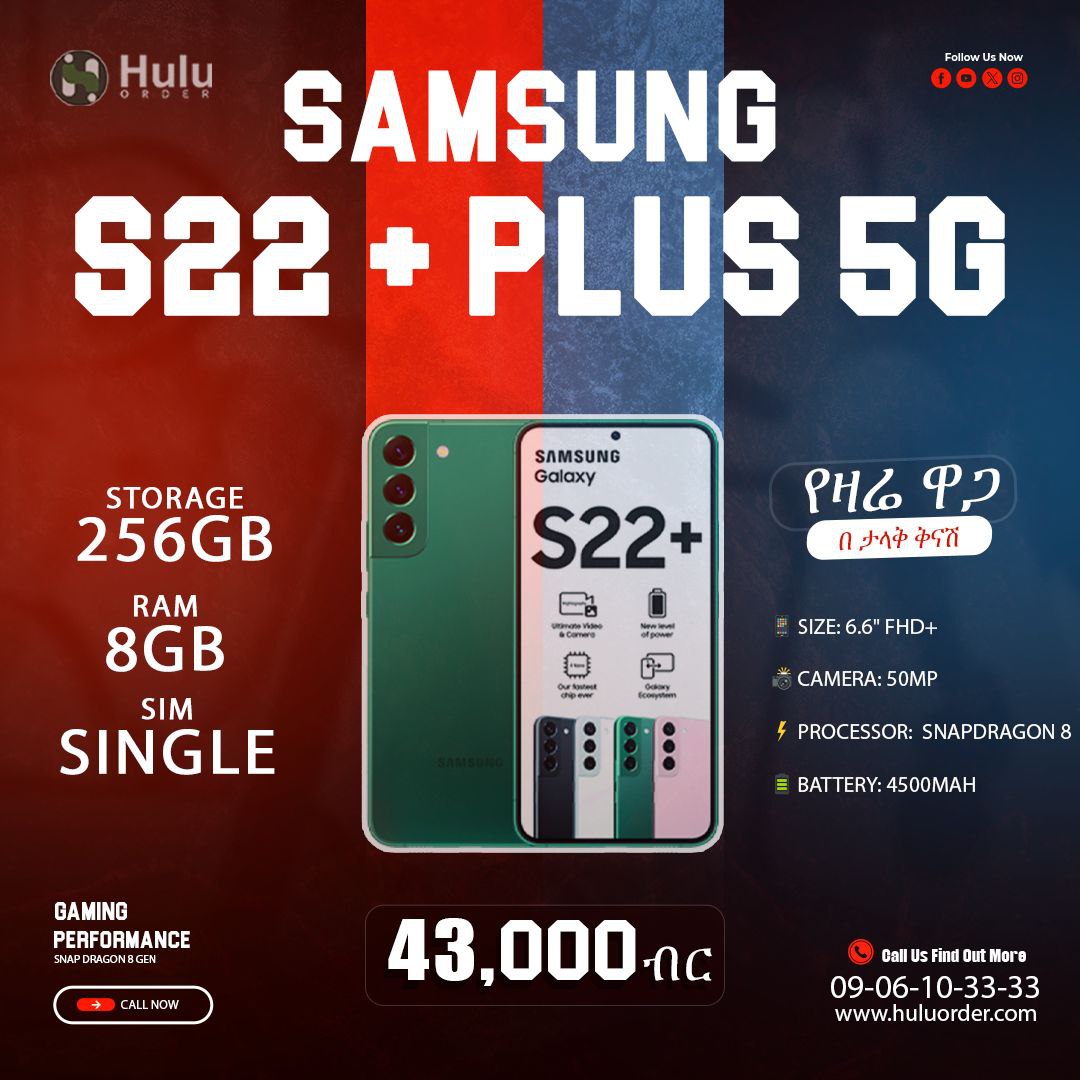 Hulu
ORDER
Follow Us Now
SAMSUNG
S22 + PLUS 5G
STORAGE
256GB
RAM
8GB
SIM
SINGLE
SAMSUNG
SAMSUNG
Galaxy
S22+
Ultimate Video
& Camera
New level
of power
Our fastest
chip ever
Galaxy
Ecosystem
የዛሬ ዋጋ
በ ታላቅ ቅናሽ
SIZE: 6.6" FHD+
CAMERA: 50MP
PROCESSOR: SNAPDRAGON 8
BATTERY: 4500MAH
GAMING
PERFORMANCE
SNAP DRAGON 8 GEN
CALL NOW
43,000 ብር
Call Us Find Out More
09-06-10-33-33
www.huluorder.com